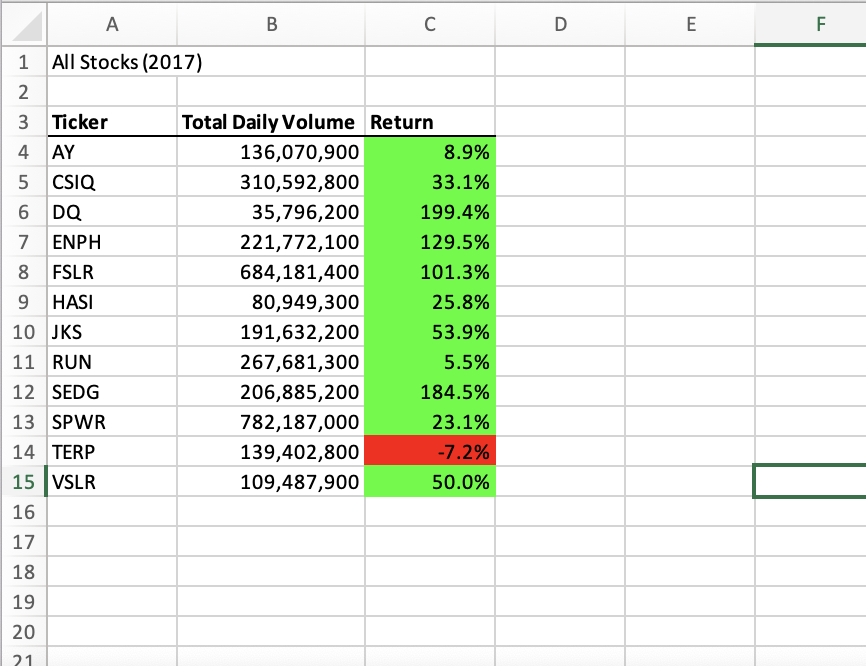 A B C D E F
1 All Stocks (2017)
2
3 Ticker Total Daily Volume Return
4 AY 136,070,900 8.9%
5 CSIQ 310,592,800 33.1%
6 DQ 35,796,200 199.4%
7 ENPH 221,772,100 129.5%
8 FSLR 684,181,400 101.3%
9 HASI 80,949,300 25.8%
10 JKS 191,632,200 53.9%
11 RUN 267,681,300 5.5%
12 SEDG 206,885,200 184.5%
13 SPWR 782,187,000 23.1%
14 TERP 139,402,800 -7.2%
15 VSLR 109,487,900 50.0%
16
17
18
19
20
21